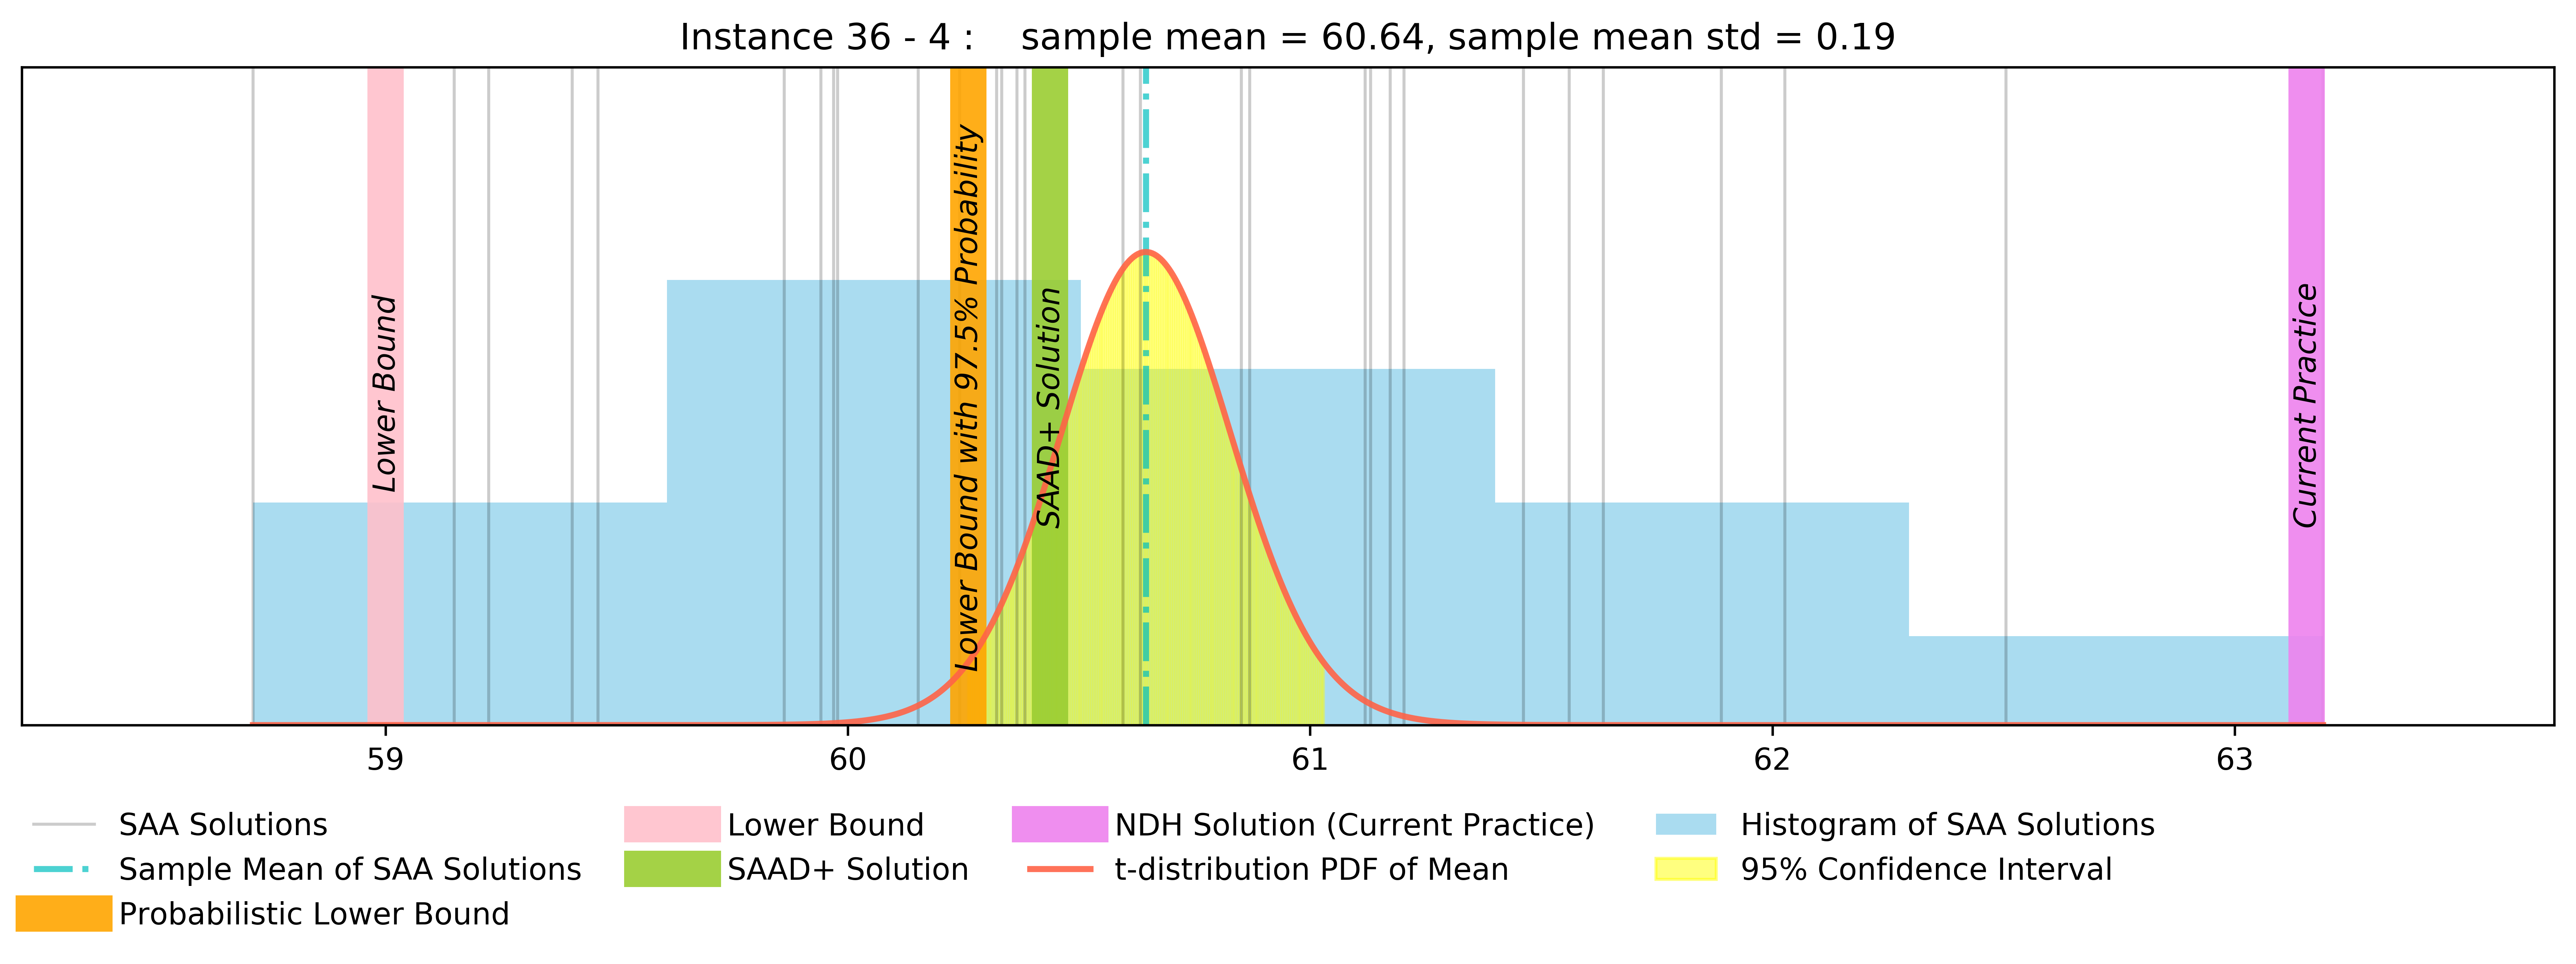 Instance 36 - 4 :    sample mean = 60.64, sample mean std = 0.19
Lower Bound
Lower Bound with 97.5% Probability
SAAD+ Solution
Current Practice
59 60 61 62 63
SAA Solutions
Sample Mean of SAA Solutions
Probabilistic Lower Bound
Lower Bound
SAAD+ Solution
NDH Solution (Current Practice)
t-distribution PDF of Mean
Histogram of SAA Solutions
95% Confidence Interval